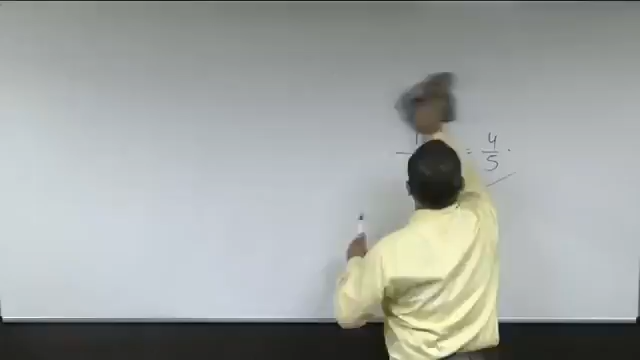 = 4/5 .